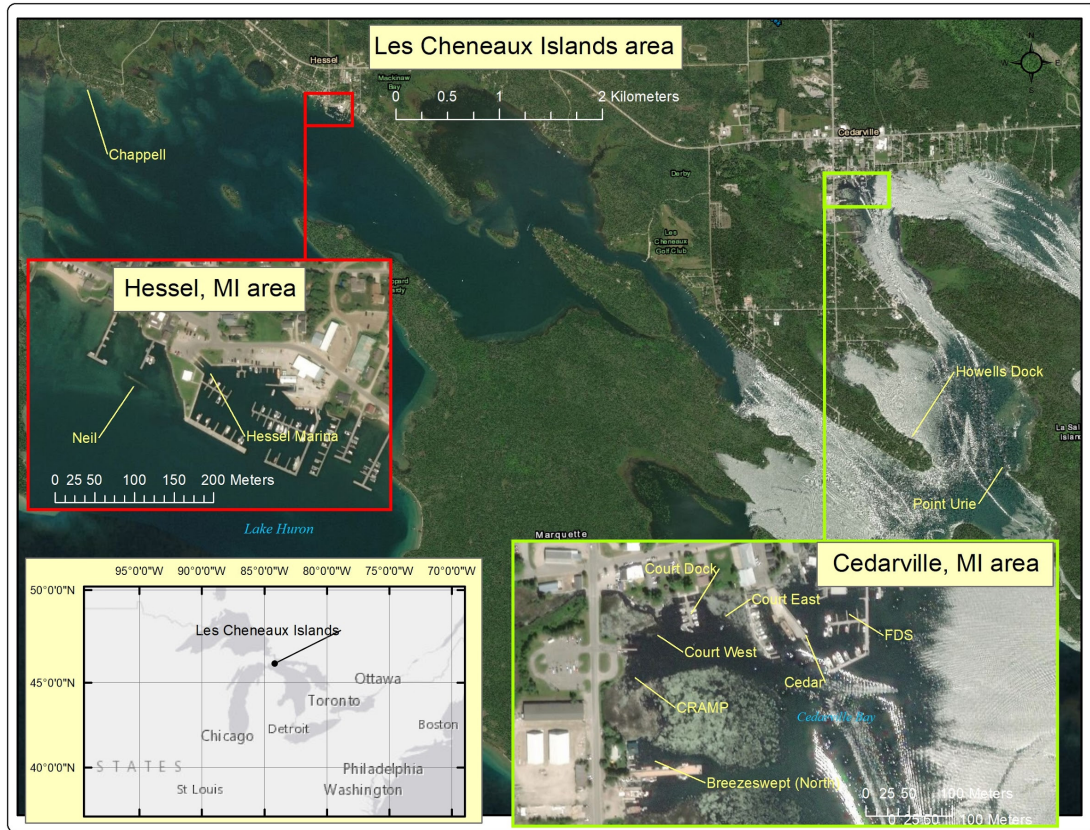 Les Cheneaux Islands area
Hessel
Mackinaw
Bay
0 0.5 1 2 Kilometers
N
W E
S
Chappell
Cedarville
Derby
Les
Cheneaux
Golf Club
Hessel, MI area
Neil
Hessel Marina
0 25 50 100 150 200 Meters
Howells Dock
La Sal
Island
Point Urie
Lake Huron
Marquette
95°0'0"W 90°0'0"W 85°0'0"W 80°0'0"W 75°0'0"W 70°0'0"W
50°0'0"N
45°0'0"N
40°0'0"N
Les Cheneaux Islands
Ottawa
Toronto
Chicago
Detroit
Boston
STATES
Philadelphia
St Louis
Washington
Cedarville, MI area
Court Dock
Court East
FDS
Court West
Cedar
CRAMP
Cedarville Bay
Breezeswept (North)
0 25 50 100 Meters
0 25 50 100 Meters